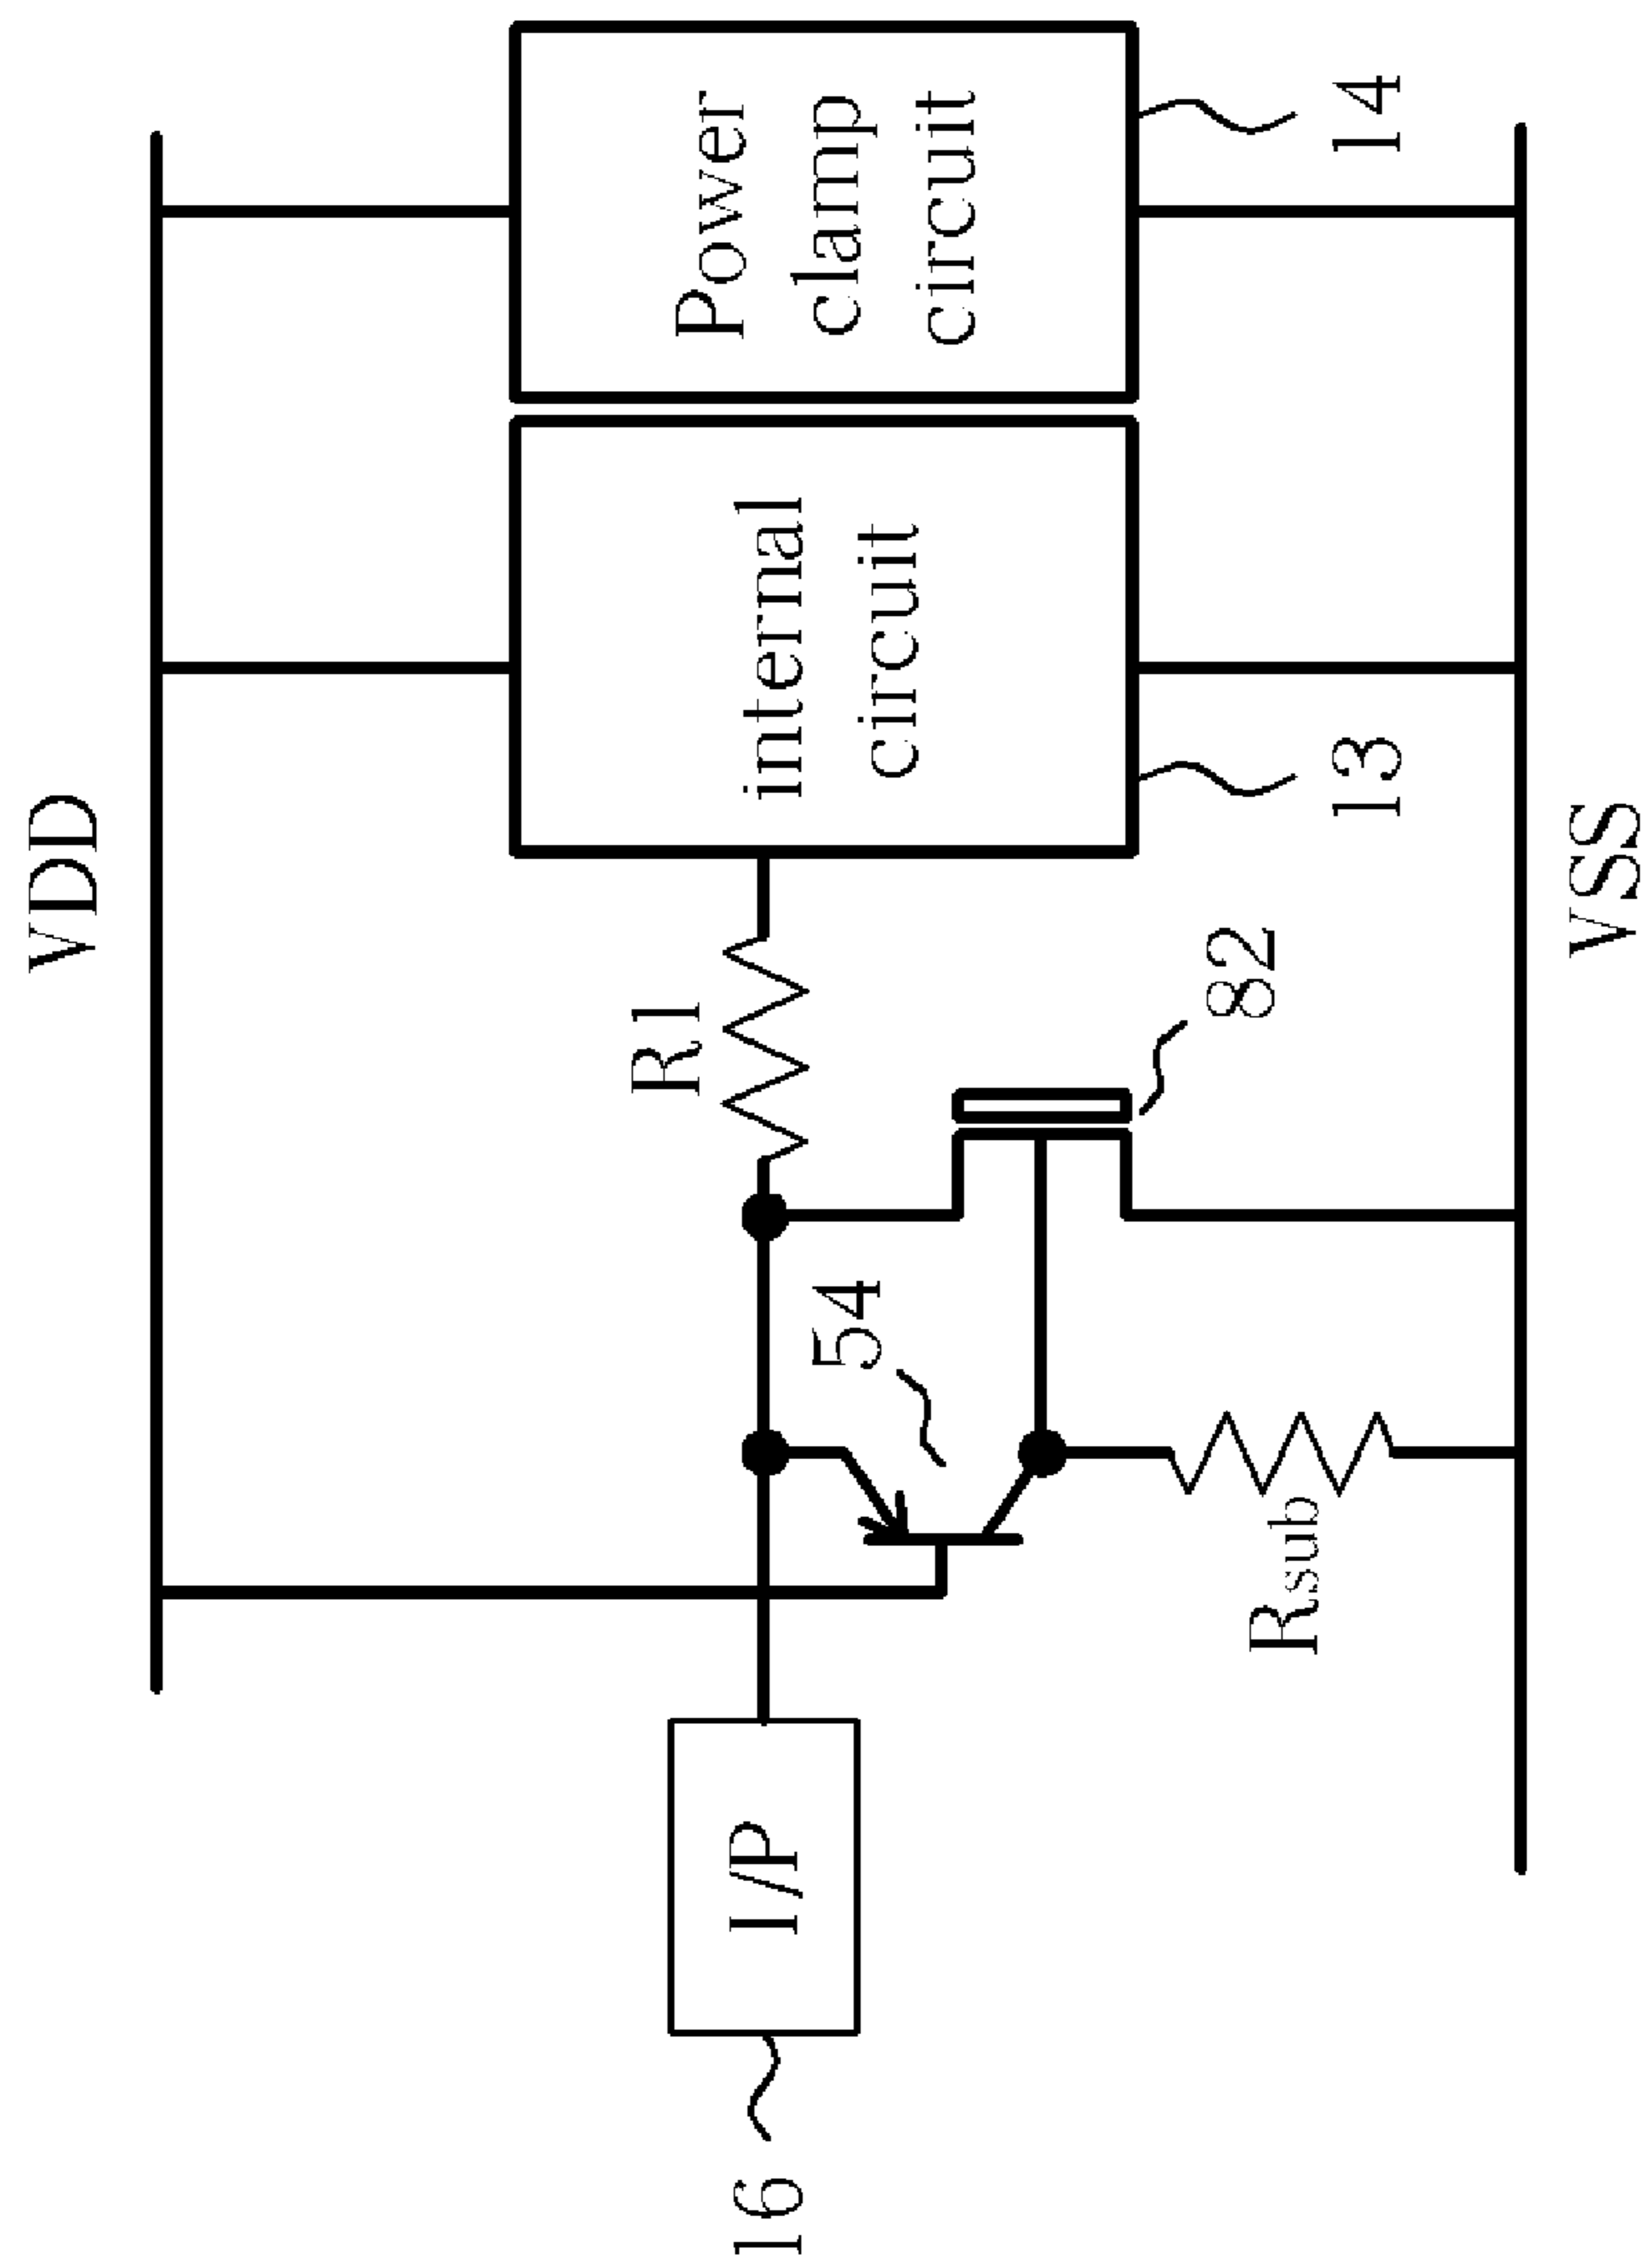 VDD
Power
clamp
circuit
14
internal
circuit
13
R1
82
54
Rsub
I/P
16
VSS